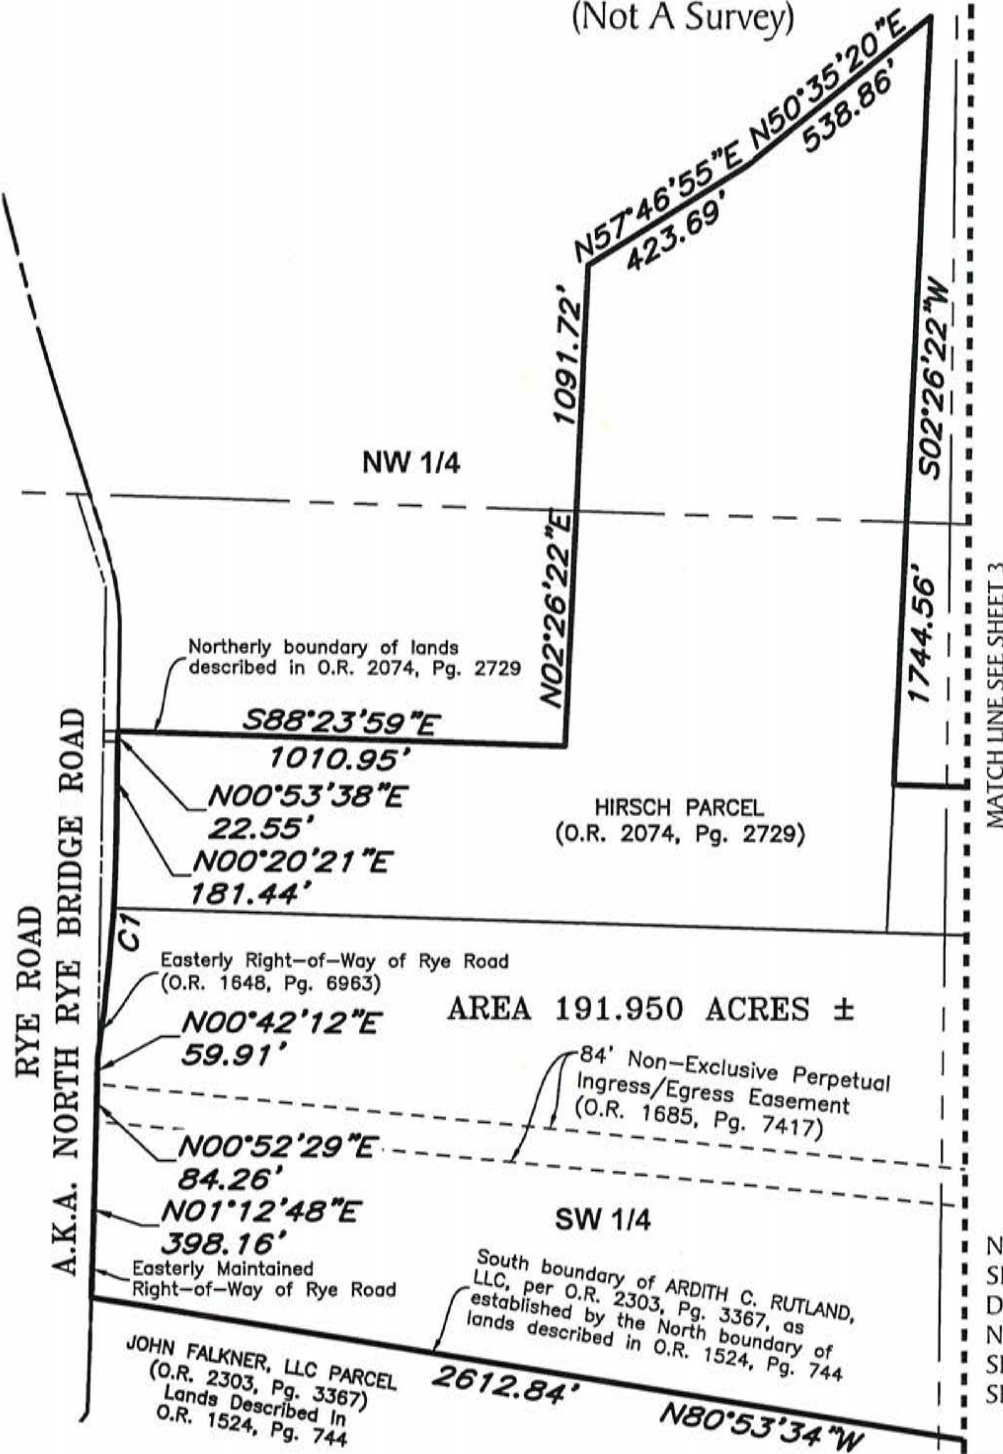 (Not A Survey)
N50°35'20"E
538.86'
N57°46'55"E
423.69'
1091.72'
S02°26'22"W
NW 1/4
N02°26'22"E
1744.56'
MATCH LINE SEE SHEET 3
Northerly boundary of lands
described in O.R. 2074, Pg. 2729
S88°23'59"E
1010.95'
N00°53'38"E
22.55'
HIRSCH PARCEL
(O.R. 2074, Pg. 2729)
N00°20'21"E
181.44'
RYE ROAD
A.K.A. NORTH RYE BRIDGE ROAD
C1
Easterly Right-of-Way of Rye Road
(O.R. 1648, Pg. 6963)
AREA 191.950 ACRES ±
N00°42'12"E
59.91'
84' Non-Exclusive Perpetual
Ingress/Egress Easement
(O.R. 1685, Pg. 7417)
N00°52'29"E
84.26'
N01°12'48"E
398.16'
SW 1/4
Easterly Maintained
Right-of-Way of Rye Road
South boundary of ARDITH C. RUTLAND,
LLC, per O.R. 2303, Pg. 3367, as
established by the North boundary of
lands described in O.R. 1524, Pg. 744
JOHN FALKNER, LLC PARCEL
(O.R. 2303, Pg. 3367)
Lands Described In
O.R. 1524, Pg. 744
2612.84'
N80°53'34"W